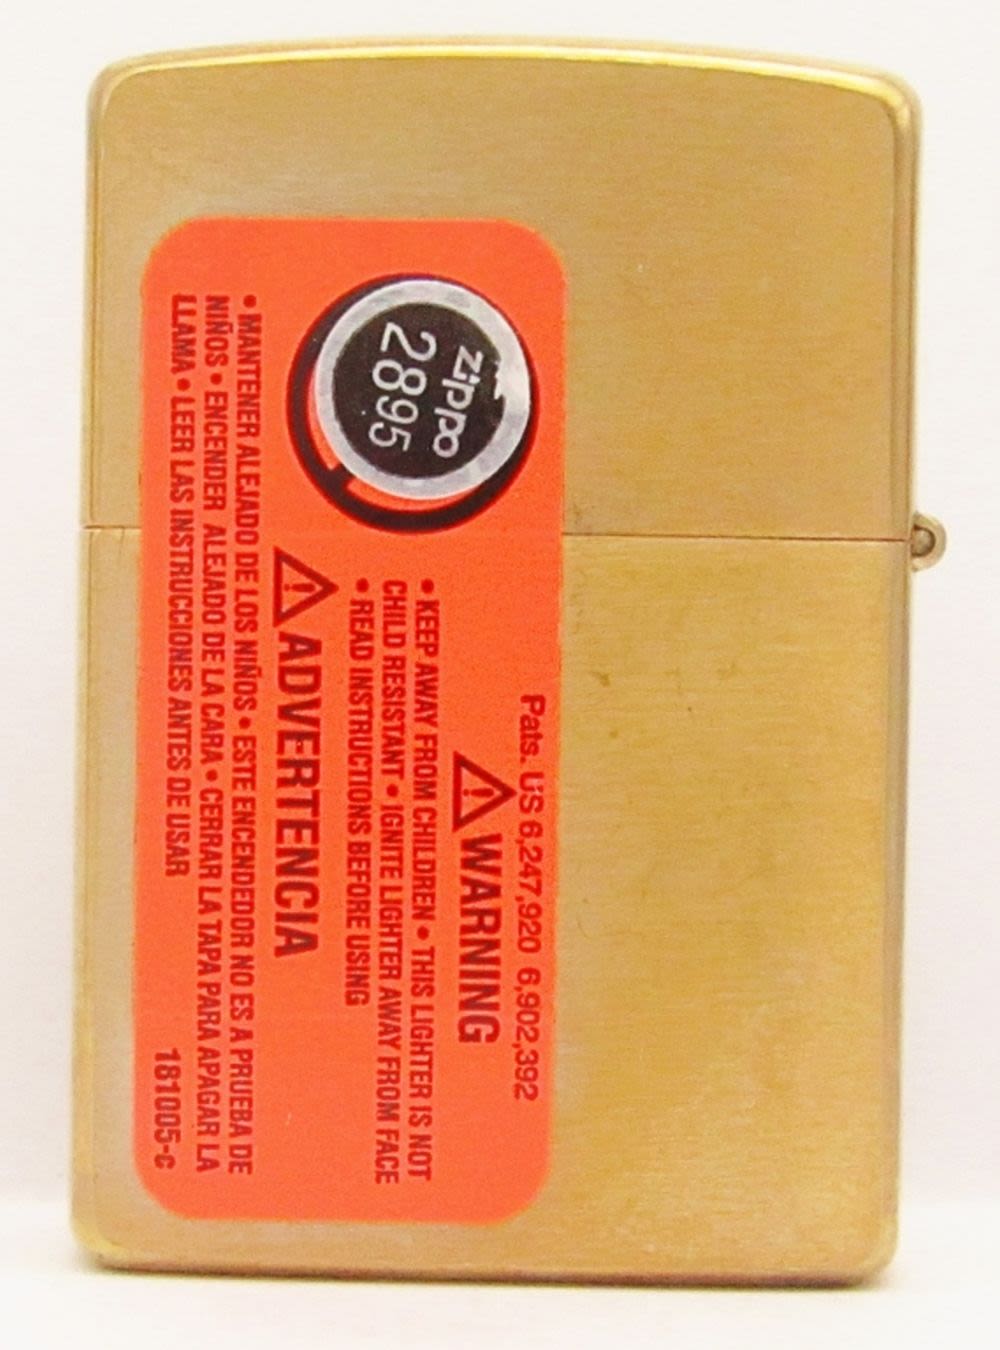 zippo
2895
Pats. US 6,247,920 6,902,392
WARNING
• KEEP AWAY FROM CHILDREN • THIS LIGHTER IS NOT
CHILD RESISTANT • IGNITE LIGHTER AWAY FROM FACE
• READ INSTRUCTIONS BEFORE USING
ADVERTENCIA
• MANTENER ALEJADO DE LOS NIÑOS • ESTE ENCENDEDOR NO ES A PRUEBA DE
NIÑOS • ENCENDER ALEJADO DE LA CARA • CERRAR LA TAPA PARA APAGAR LA
LLAMA • LEER LAS INSTRUCCIONES ANTES DE USAR
181005-c